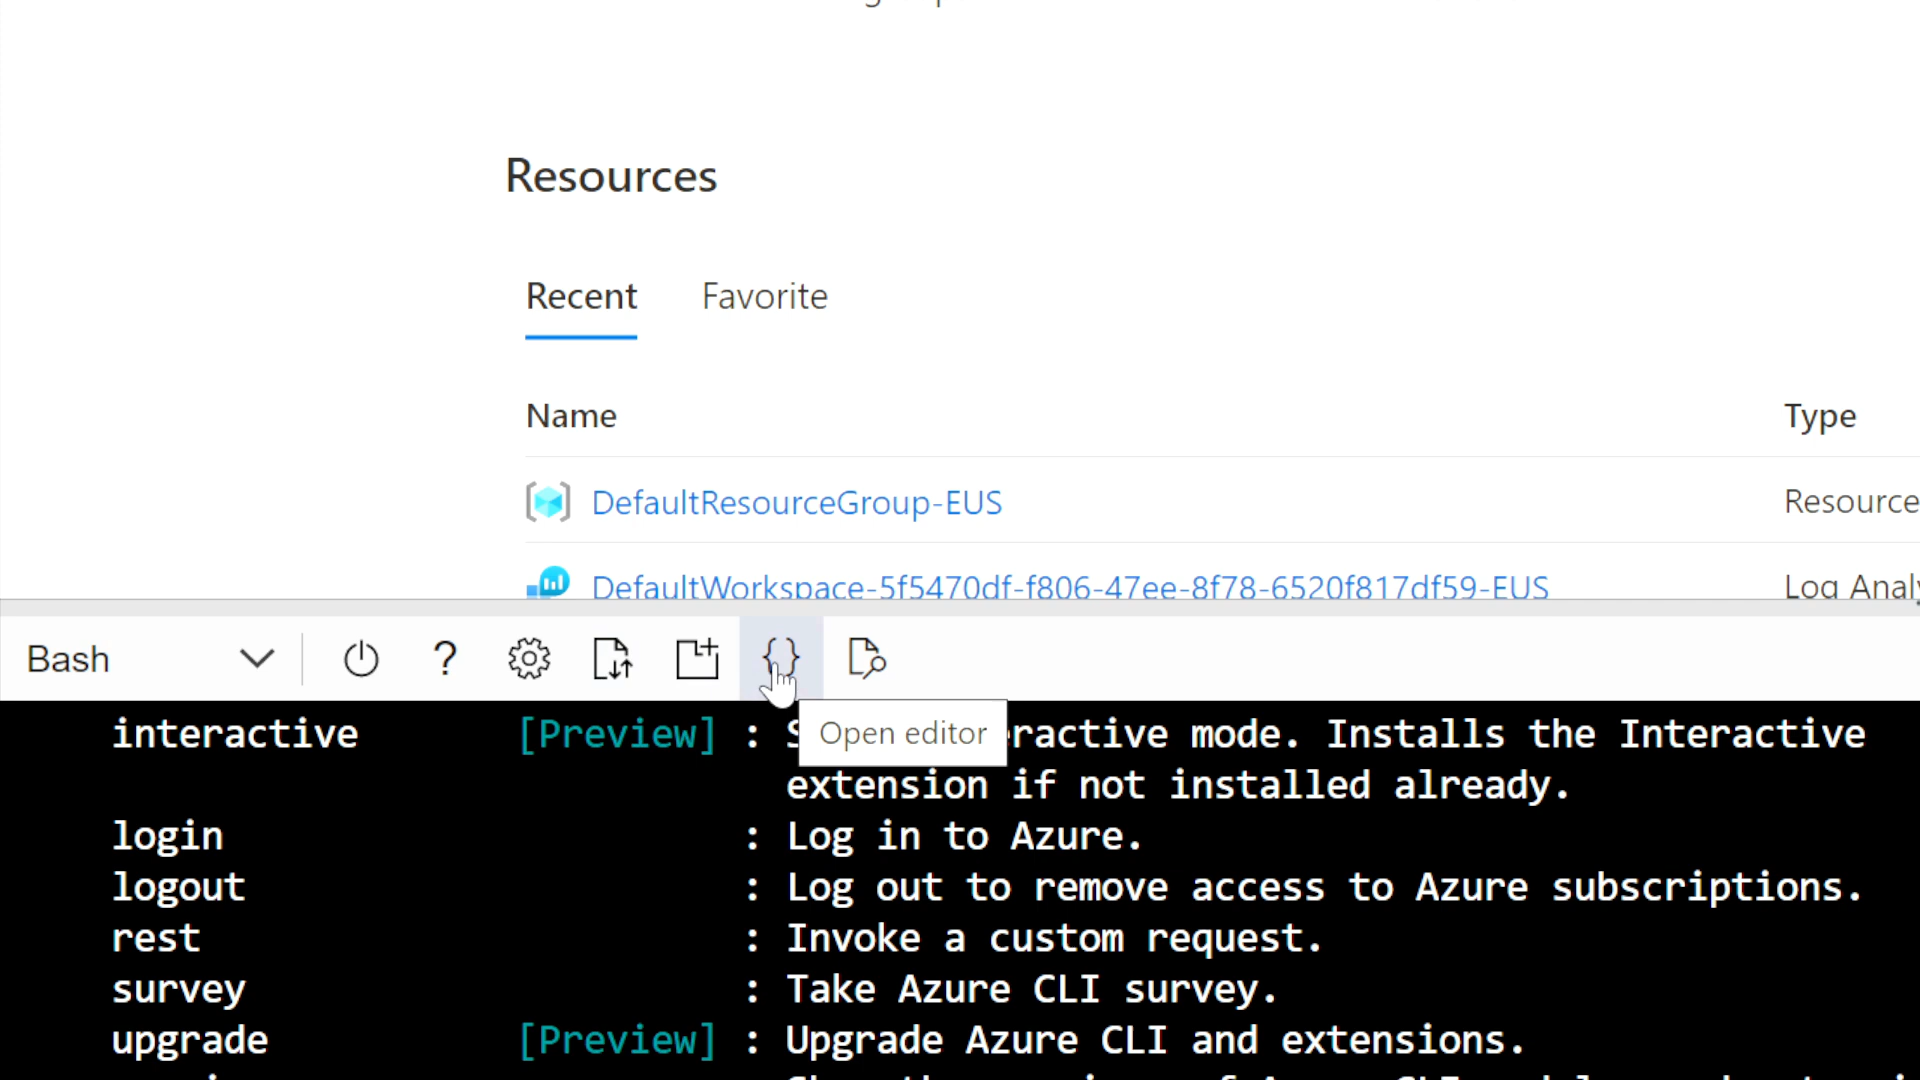 Resources
Recent Favorite
Name Type
DefaultResourceGroup-EUS Resource
DefaultWorkspace-5f5470df-f806-47ee-8f78-6520f817df59-EUS Log Analy
Bash ? {}
Open editor
interactive [Preview] : S ractive mode. Installs the Interactive
extension if not installed already.
login : Log in to Azure.
logout : Log out to remove access to Azure subscriptions.
rest : Invoke a custom request.
survey : Take Azure CLI survey.
upgrade [Preview] : Upgrade Azure CLI and extensions.